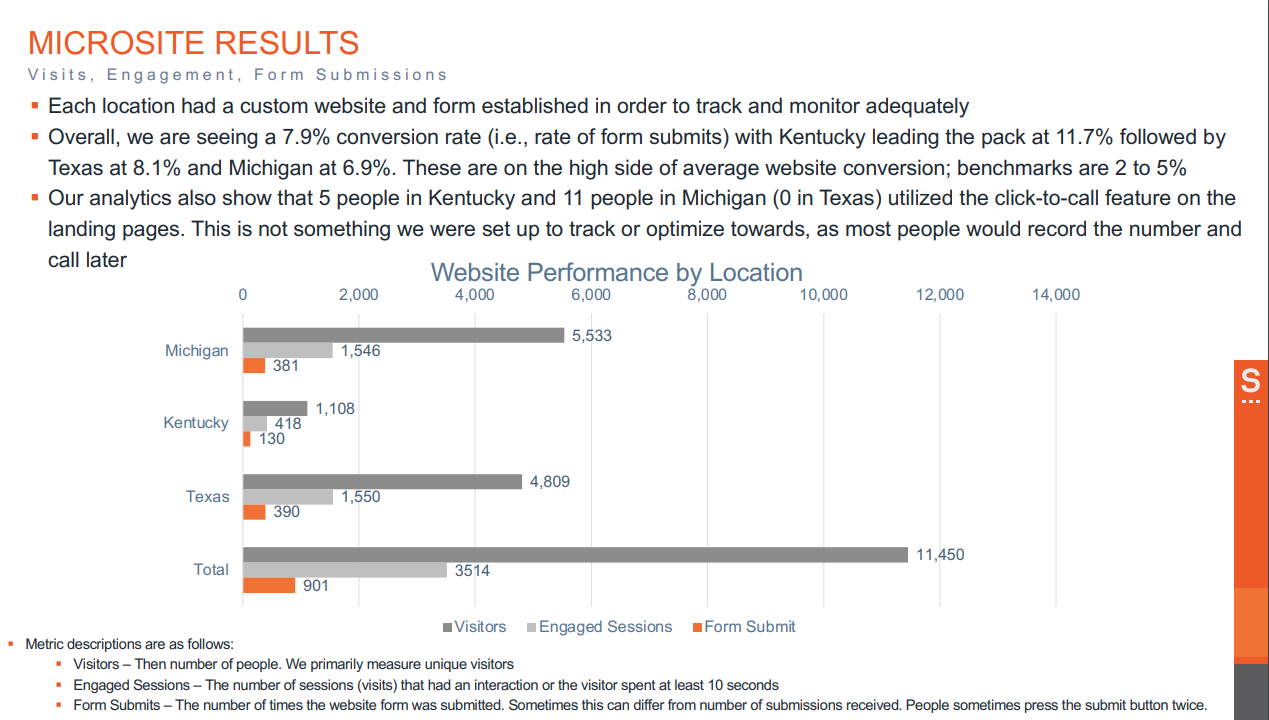 MICROSITE RESULTS
Visits, Engagement, Form Submissions
▪ Each location had a custom website and form established in order to track and monitor adequately
▪ Overall, we are seeing a 7.9% conversion rate (i.e., rate of form submits) with Kentucky leading the pack at 11.7% followed by
Texas at 8.1% and Michigan at 6.9%. These are on the high side of average website conversion; benchmarks are 2 to 5%
▪ Our analytics also show that 5 people in Kentucky and 11 people in Michigan (0 in Texas) utilized the click-to-call feature on the
landing pages. This is not something we were set up to track or optimize towards, as most people would record the number and
call later
Website Performance by Location
0 2,000 4,000 6,000 8,000 10,000 12,000 14,000
5,533
Michigan 1,546
381
1,108
Kentucky 418
130
4,809
Texas 1,550
390
11,450
Total 3514
901
Visitors Engaged Sessions Form Submit
S
▪ Metric descriptions are as follows:
▪ Visitors – Then number of people. We primarily measure unique visitors
▪ Engaged Sessions – The number of sessions (visits) that had an interaction or the visitor spent at least 10 seconds
▪ Form Submits – The number of times the website form was submitted. Sometimes this can differ from number of submissions received. People sometimes press the submit button twice.